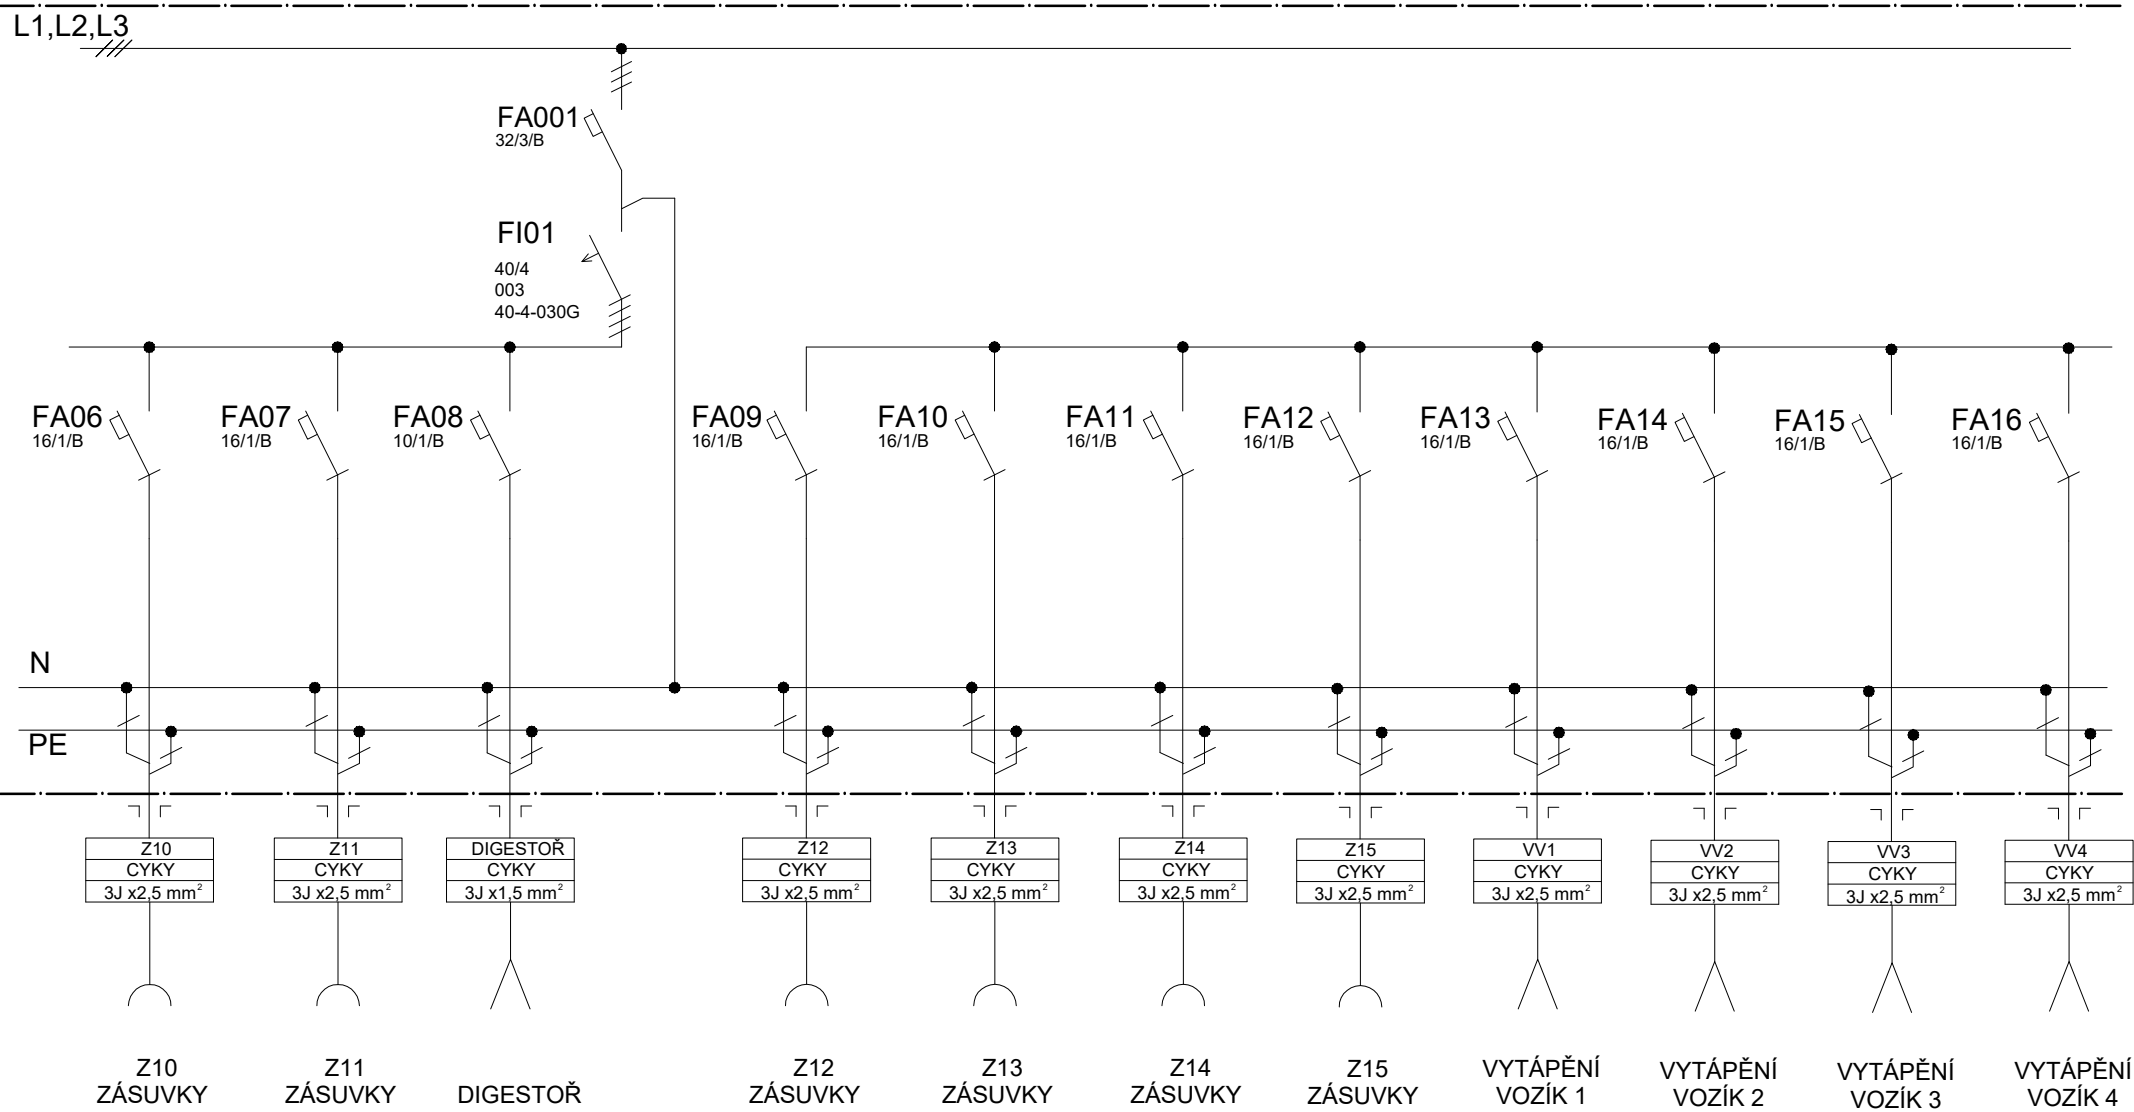 L1,L2,L3
FA001
32/3/B
FI01
40/4
003
40-4-030G
FA06
16/1/B
FA07
16/1/B
FA08
10/1/B
FA09
16/1/B
FA10
16/1/B
FA11
16/1/B
FA12
16/1/B
FA13
16/1/B
FA14
16/1/B
FA15
16/1/B
FA16
16/1/B
N
PE
Z10
CYKY
3J x2,5 mm²
Z11
CYKY
3J x2,5 mm²
DIGESTOŘ
CYKY
3J x1,5 mm²
Z12
CYKY
3J x2,5 mm²
Z13
CYKY
3J x2,5 mm²
Z14
CYKY
3J x2,5 mm²
Z15
CYKY
3J x2,5 mm²
VV1
CYKY
3J x2,5 mm²
VV2
CYKY
3J x2,5 mm²
VV3
CYKY
3J x2,5 mm²
VV4
CYKY
3J x2,5 mm²
Z10
ZÁSUVKY
Z11
ZÁSUVKY
DIGESTOŘ
Z12
ZÁSUVKY
Z13
ZÁSUVKY
Z14
ZÁSUVKY
Z15
ZÁSUVKY
VYTÁPĚNÍ
VOZÍK 1
VYTÁPĚNÍ
VOZÍK 2
VYTÁPĚNÍ
VOZÍK 3
VYTÁPĚNÍ
VOZÍK 4